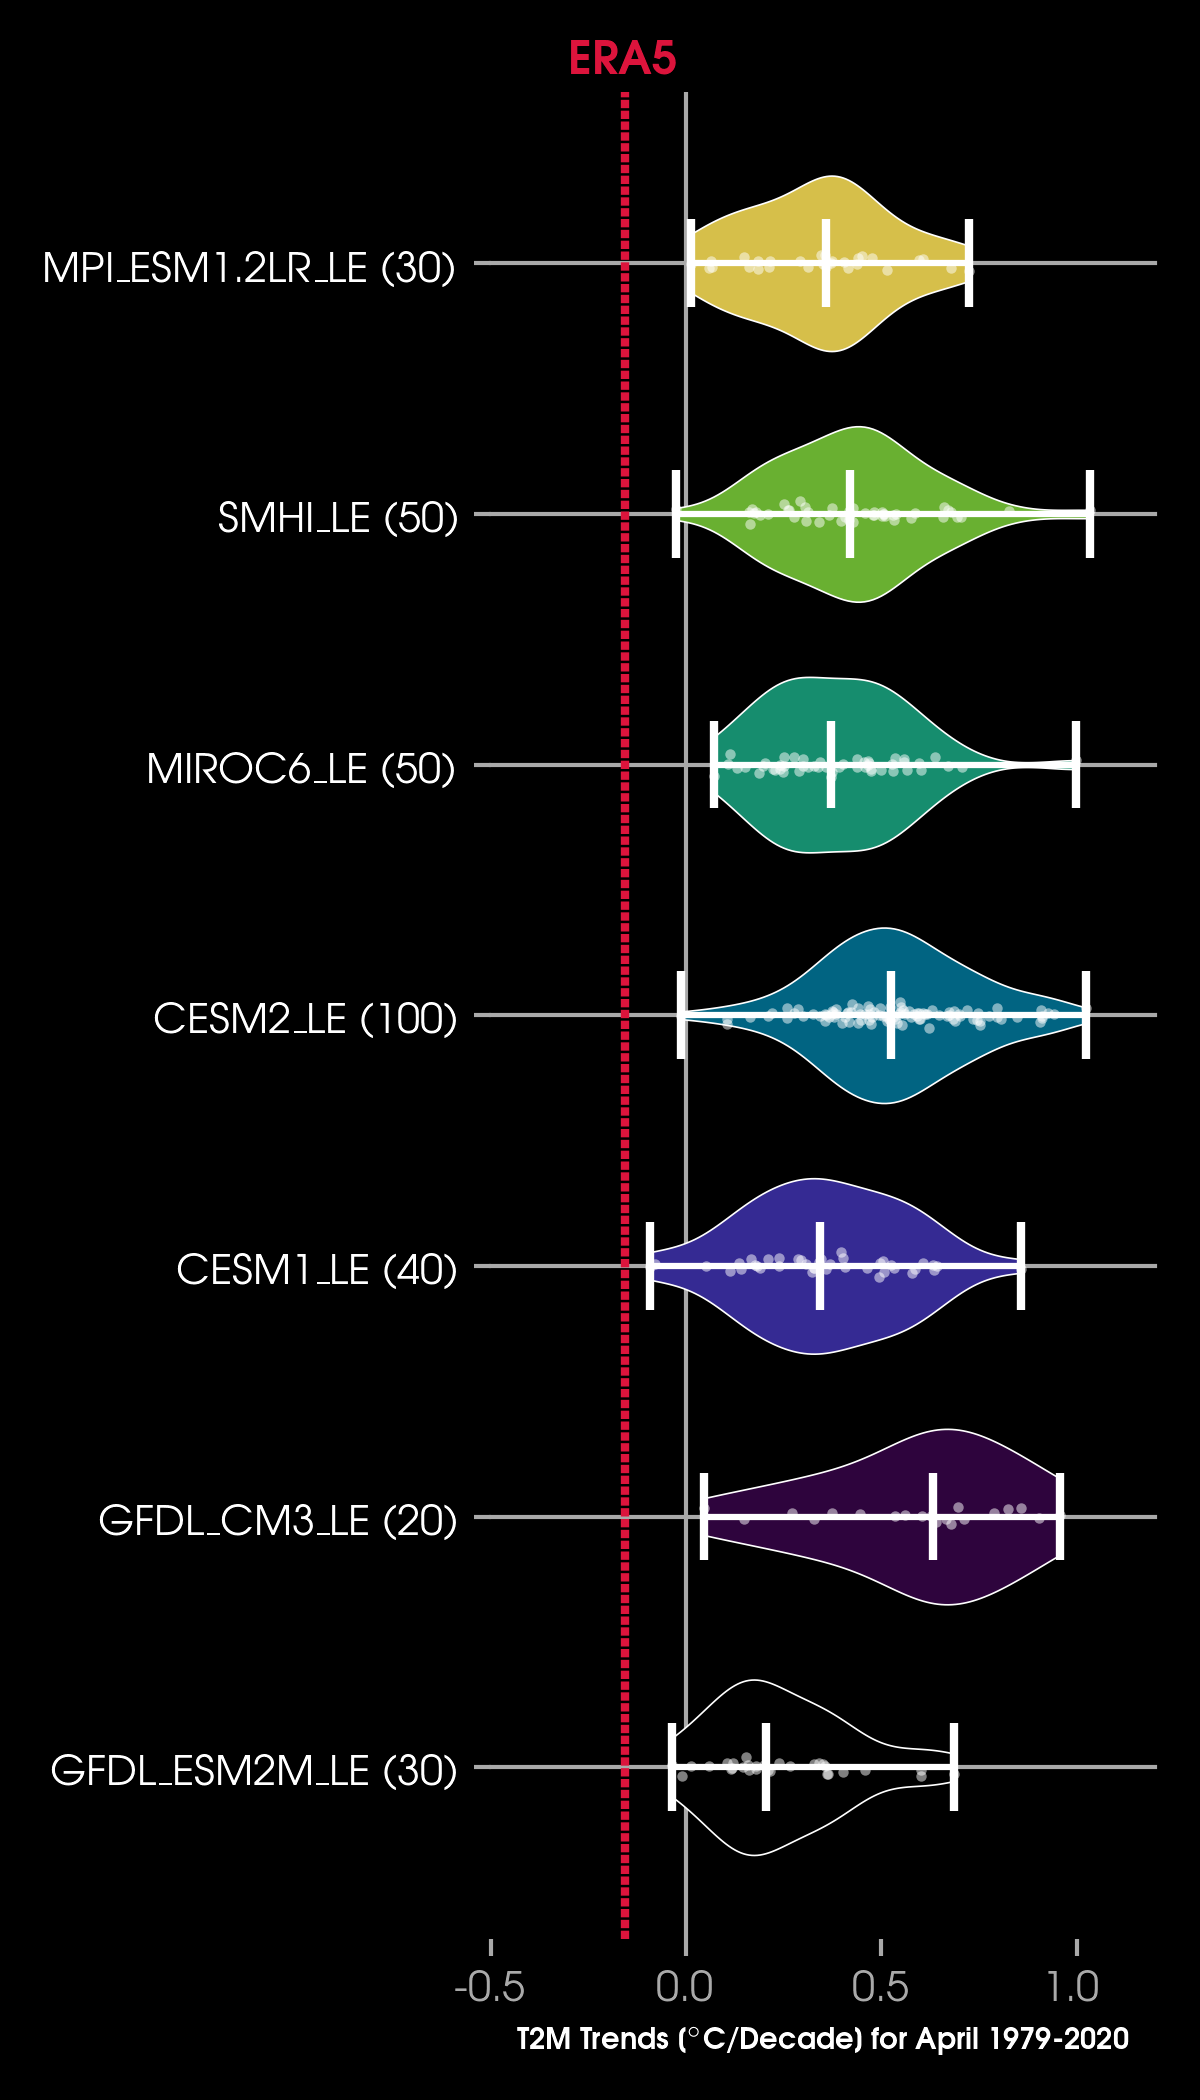 ERA5
MPI_ESM1.2LR_LE (30)
SMHI_LE (50)
MIROC6_LE (50)
CESM2_LE (100)
CESM1_LE (40)
GFDL_CM3_LE (20)
GFDL_ESM2M_LE (30)
-0.5 0.0 0.5 1.0
T2M Trends (°C/Decade) for April 1979-2020